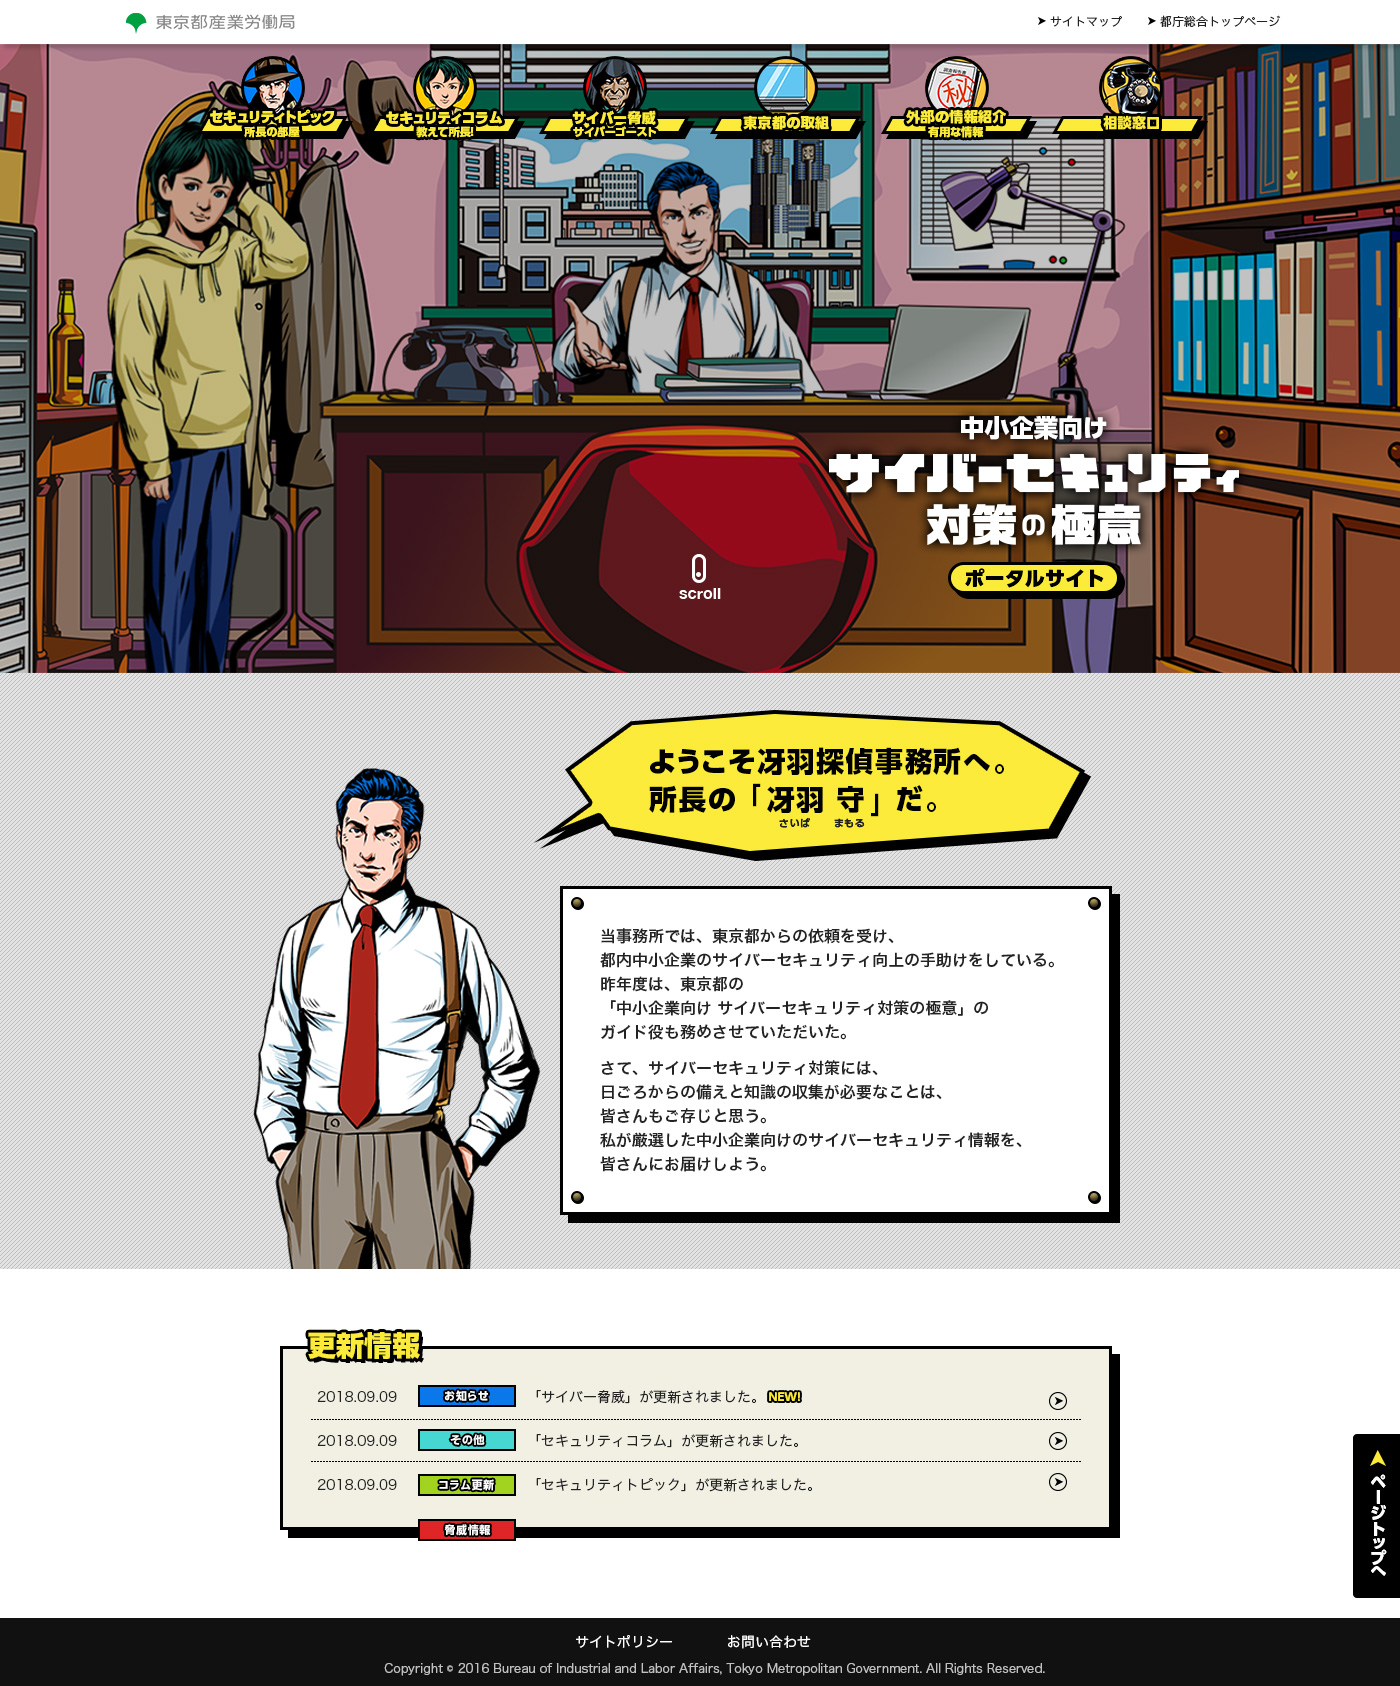 東京都産業労働局
サイトマップ
都庁総合トップページ
セキュリティトピック
所長の部屋
セキュリティコラム
教えて所長!
サイバー脅威
サイバーゴースト
東京都の取組
秘
外部の情報紹介
有用な情報
相談窓口
中小企業向け
サイバーセキュリティ
対策の極意
ポータルサイト
scroll
ようこそ冴羽探偵事務所へ。
所長の「冴羽 守」だ。
さいば まもる
当事務所では、東京都からの依頼を受け、
都内中小企業のサイバーセキュリティ向上の手助けをしている。
昨年度は、東京都の
「中小企業向け サイバーセキュリティ対策の極意」の
ガイド役も務めさせていただいた。
さて、サイバーセキュリティ対策には、
日ごろからの備えと知識の収集が必要なことは、
皆さんもご存じと思う。
私が厳選した中小企業向けのサイバーセキュリティ情報を、
皆さんにお届けしよう。
更新情報
2018.09.09 お知らせ 「サイバー脅威」が更新されました。 NEW!
2018.09.09 その他 「セキュリティコラム」が更新されました。
2018.09.09 コラム更新 「セキュリティトピック」が更新されました。
脅威情報
ページトップへ
サイトポリシー お問い合わせ
Copyright © 2016 Bureau of Industrial and Labor Affairs, Tokyo Metropolitan Government. All Rights Reserved.